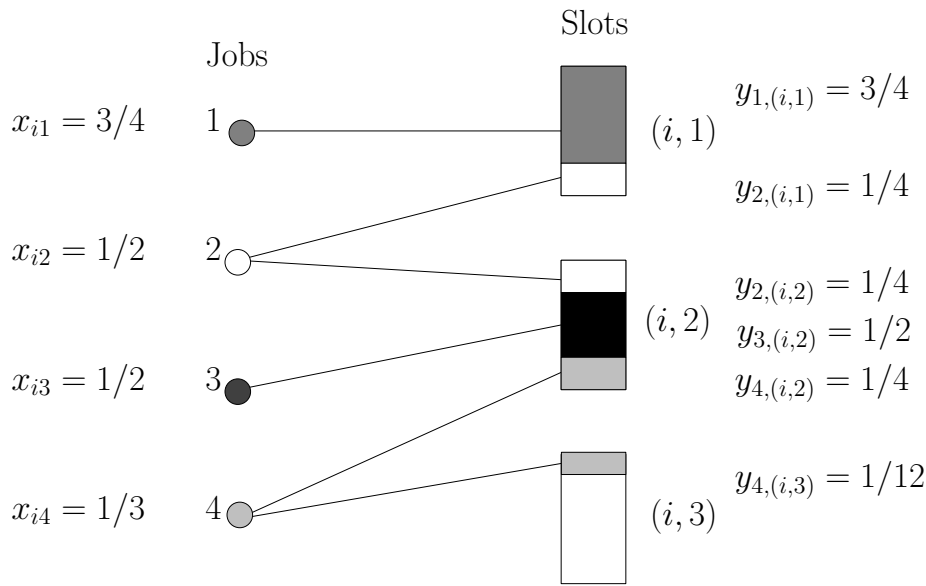 Slots
Jobs
x_{i1} = 3/4
1
(i, 1)
y_{1,(i,1)} = 3/4
y_{2,(i,1)} = 1/4
x_{i2} = 1/2
2
(i, 2)
y_{2,(i,2)} = 1/4
y_{3,(i,2)} = 1/2
x_{i3} = 1/2
3
y_{4,(i,2)} = 1/4
x_{i4} = 1/3
4
(i, 3)
y_{4,(i,3)} = 1/12